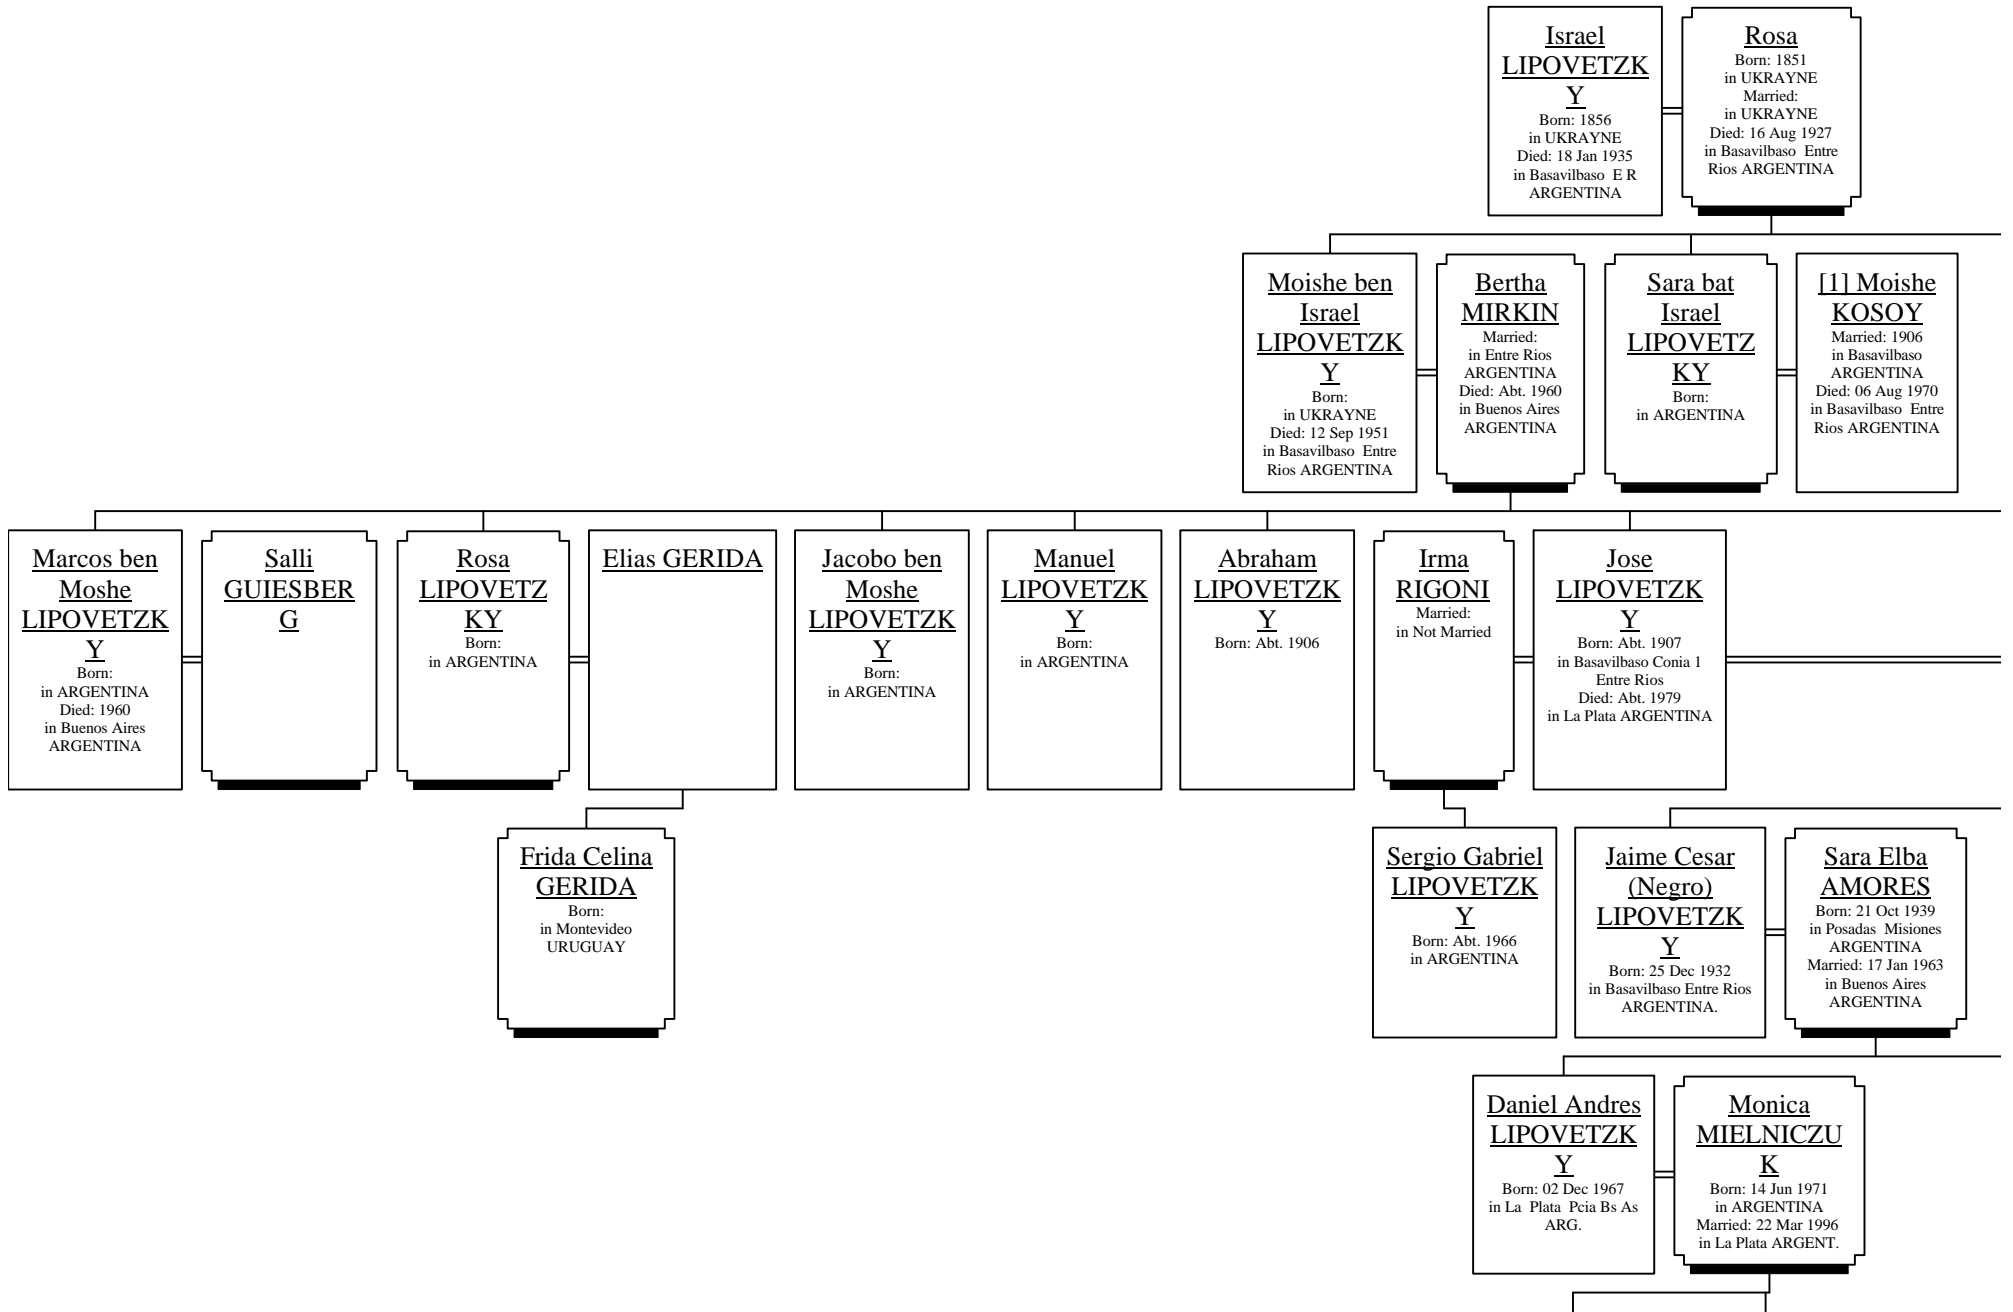 Israel
LIPOVETZK
Y
Born: 1856
in UKRAYNE
Died: 18 Jan 1935
in Basavilbaso E R
ARGENTINA
Rosa
Born: 1851
in UKRAYNE
Married:
in UKRAYNE
Died: 16 Aug 1927
in Basavilbaso Entre
Rios ARGENTINA
Moishe ben
Israel
LIPOVETZK
Y
Born:
in UKRAYNE
Died: 12 Sep 1951
in Basavilbaso Entre
Rios ARGENTINA
Bertha
MIRKIN
Married:
in Entre Rios
ARGENTINA
Died: Abt. 1960
in Buenos Aires
ARGENTINA
Sara bat
Israel
LIPOVETZ
KY
Born:
in ARGENTINA
[1] Moishe
KOSOY
Married: 1906
in Basavilbaso
ARGENTINA
Died: 06 Aug 1970
in Basavilbaso Entre
Rios ARGENTINA
Marcos ben
Moshe
LIPOVETZK
Y
Born:
in ARGENTINA
Died: 1960
in Buenos Aires
ARGENTINA
Salli
GUIESBER
G
Rosa
LIPOVETZ
KY
Born:
in ARGENTINA
Elias GERIDA
Jacobo ben
Moshe
LIPOVETZK
Y
Born:
in ARGENTINA
Manuel
LIPOVETZK
Y
Born:
in ARGENTINA
Abraham
LIPOVETZK
Y
Born: Abt. 1906
Irma
RIGONI
Married:
in Not Married
Jose
LIPOVETZK
Y
Born: Abt. 1907
in Basavilbaso Conia 1
Entre Rios
Died: Abt. 1979
in La Plata ARGENTINA
Frida Celina
GERIDA
Born:
in Montevideo
URUGUAY
Sergio Gabriel
LIPOVETZK
Y
Born: Abt. 1966
in ARGENTINA
Jaime Cesar
(Negro)
LIPOVETZK
Y
Born: 25 Dec 1932
in Basavilbaso Entre Rios
ARGENTINA.
Sara Elba
AMORES
Born: 21 Oct 1939
in Posadas Misiones
ARGENTINA
Married: 17 Jan 1963
in Buenos Aires
ARGENTINA
Daniel Andres
LIPOVETZK
Y
Born: 02 Dec 1967
in La Plata Pcia Bs As
ARG.
Monica
MIELNICZU
K
Born: 14 Jun 1971
in ARGENTINA
Married: 22 Mar 1996
in La Plata ARGENT.